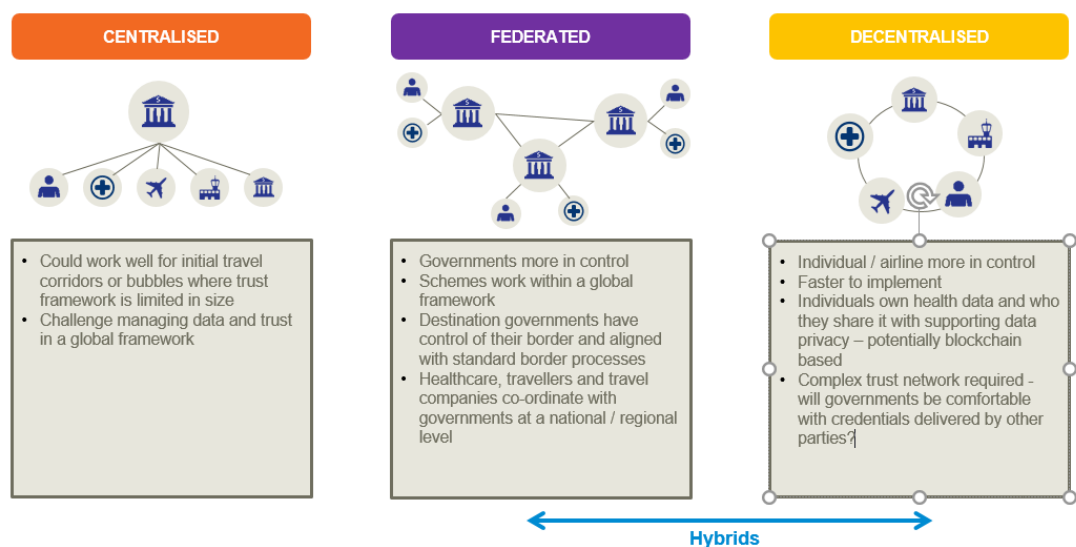 CENTRALISED
FEDERATED
DECENTRALISED
• Could work well for initial travel
corridors or bubbles where trust
framework is limited in size
• Challenge managing data and trust
in a global framework
• Governments more in control
• Schemes work within a global
framework
• Destination governments have
control of their border and aligned
with standard border processes
• Healthcare, travellers and travel
companies co-ordinate with
governments at a national / regional
level
• Individual / airline more in control
• Faster to implement
• Individuals own health data and who
they share it with supporting data
privacy – potentially blockchain
based
• Complex trust network required -
will governments be comfortable
with credentials delivered by other
parties?
Hybrids